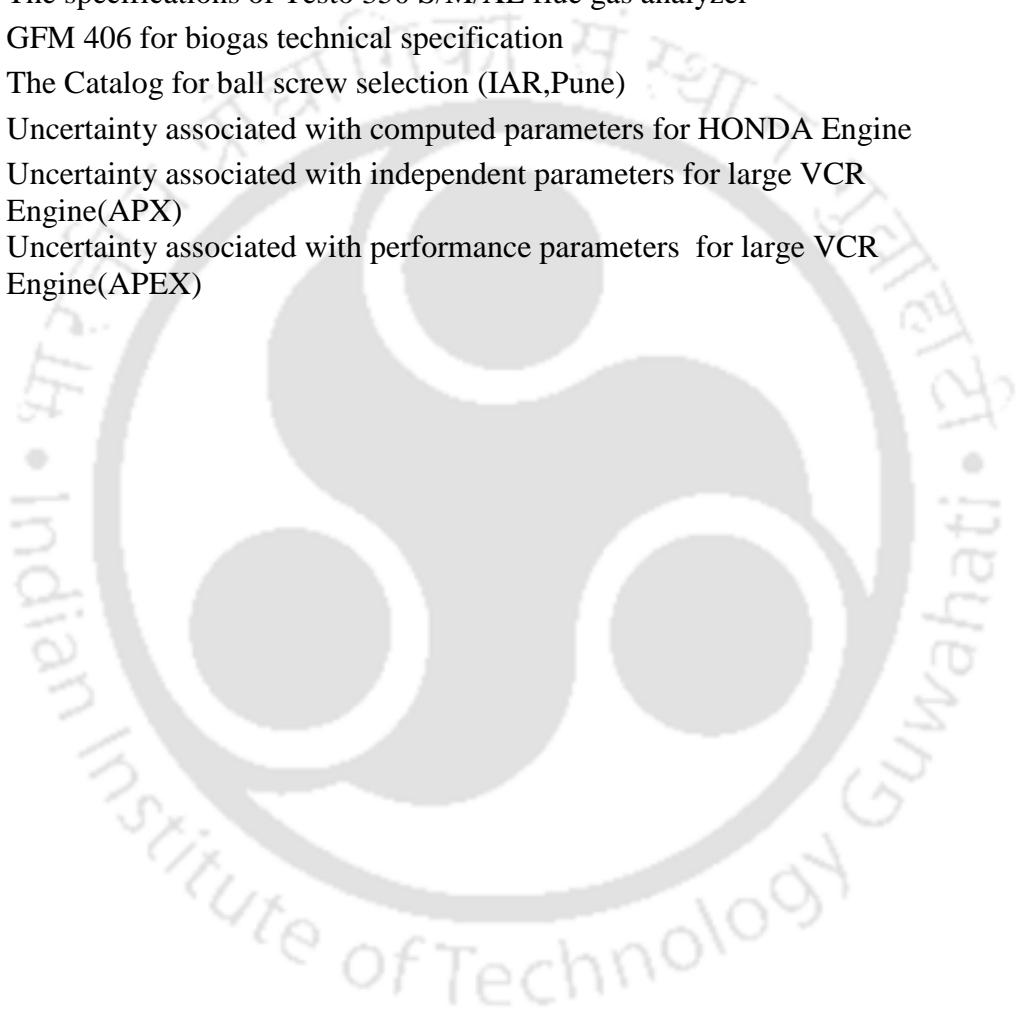 The specifications of Testo 350 S/M/XL flue gas analyzer
GFM 406 for biogas technical specification
The Catalog for ball screw selection (IAR,Pune)
Uncertainty associated with computed parameters for HONDA Engine
Uncertainty associated with independent parameters for large VCR
Engine(APX)
Uncertainty associated with performance parameters for large VCR
Engine(APEX)
संस्थान गुवाहाटी
• Indian Institute of Technology Guwahati •